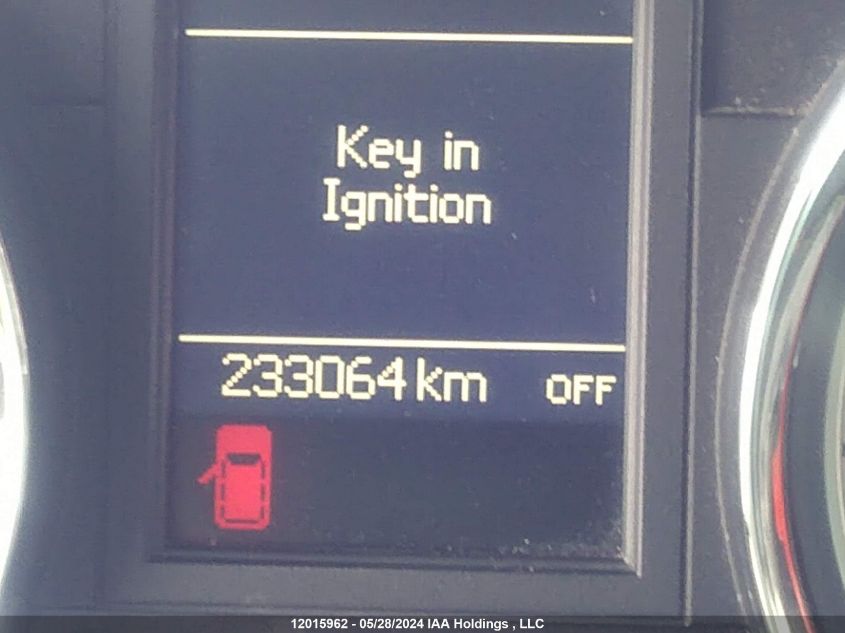 Key in
Ignition
233064 km OFF
12015962 - 05/28/2024 IAA Holdings , LLC